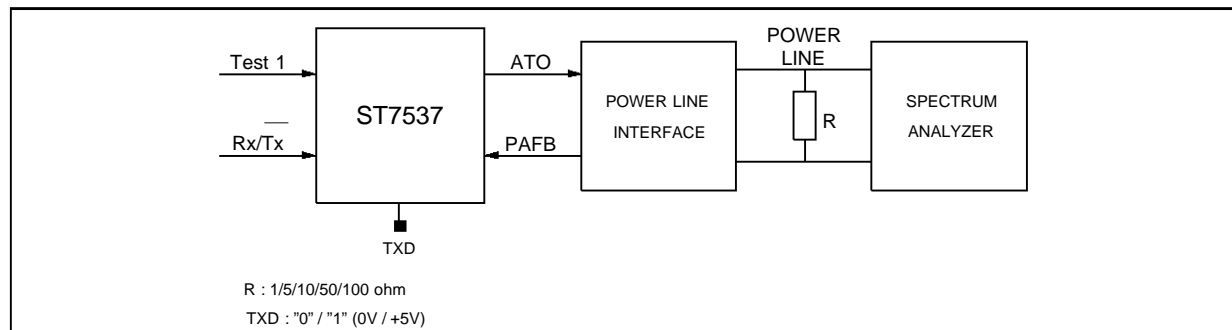 POWER
LINE
Test 1
ATO
ST7537
POWER LINE
INTERFACE
R
SPECTRUM
ANALYZER
Rx/Tx
PAFB
TXD
R : 1/5/10/50/100 ohm
TXD : "0" / "1" (0V / +5V)